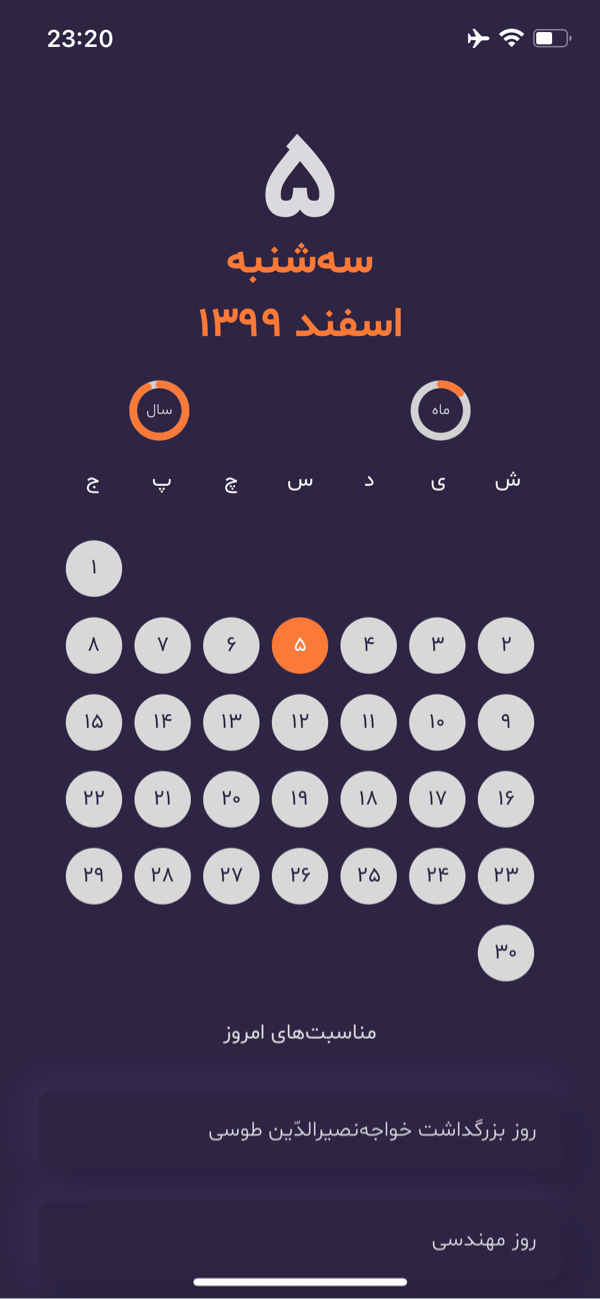 23:20
۵
سه‌شنبه
اسفند ۱۳۹۹
ماه سال
ش ی د س چ پ ج
۱
۲ ۳ ۴ ۵ ۶ ۷ ۸
۹ ۱۰ ۱۱ ۱۲ ۱۳ ۱۴ ۱۵
۱۶ ۱۷ ۱۸ ۱۹ ۲۰ ۲۱ ۲۲
۲۳ ۲۴ ۲۵ ۲۶ ۲۷ ۲۸ ۲۹
۳۰
مناسبت‌های امروز
روز بزرگداشت خواجه‌نصیرالدّین طوسی
روز مهندسی